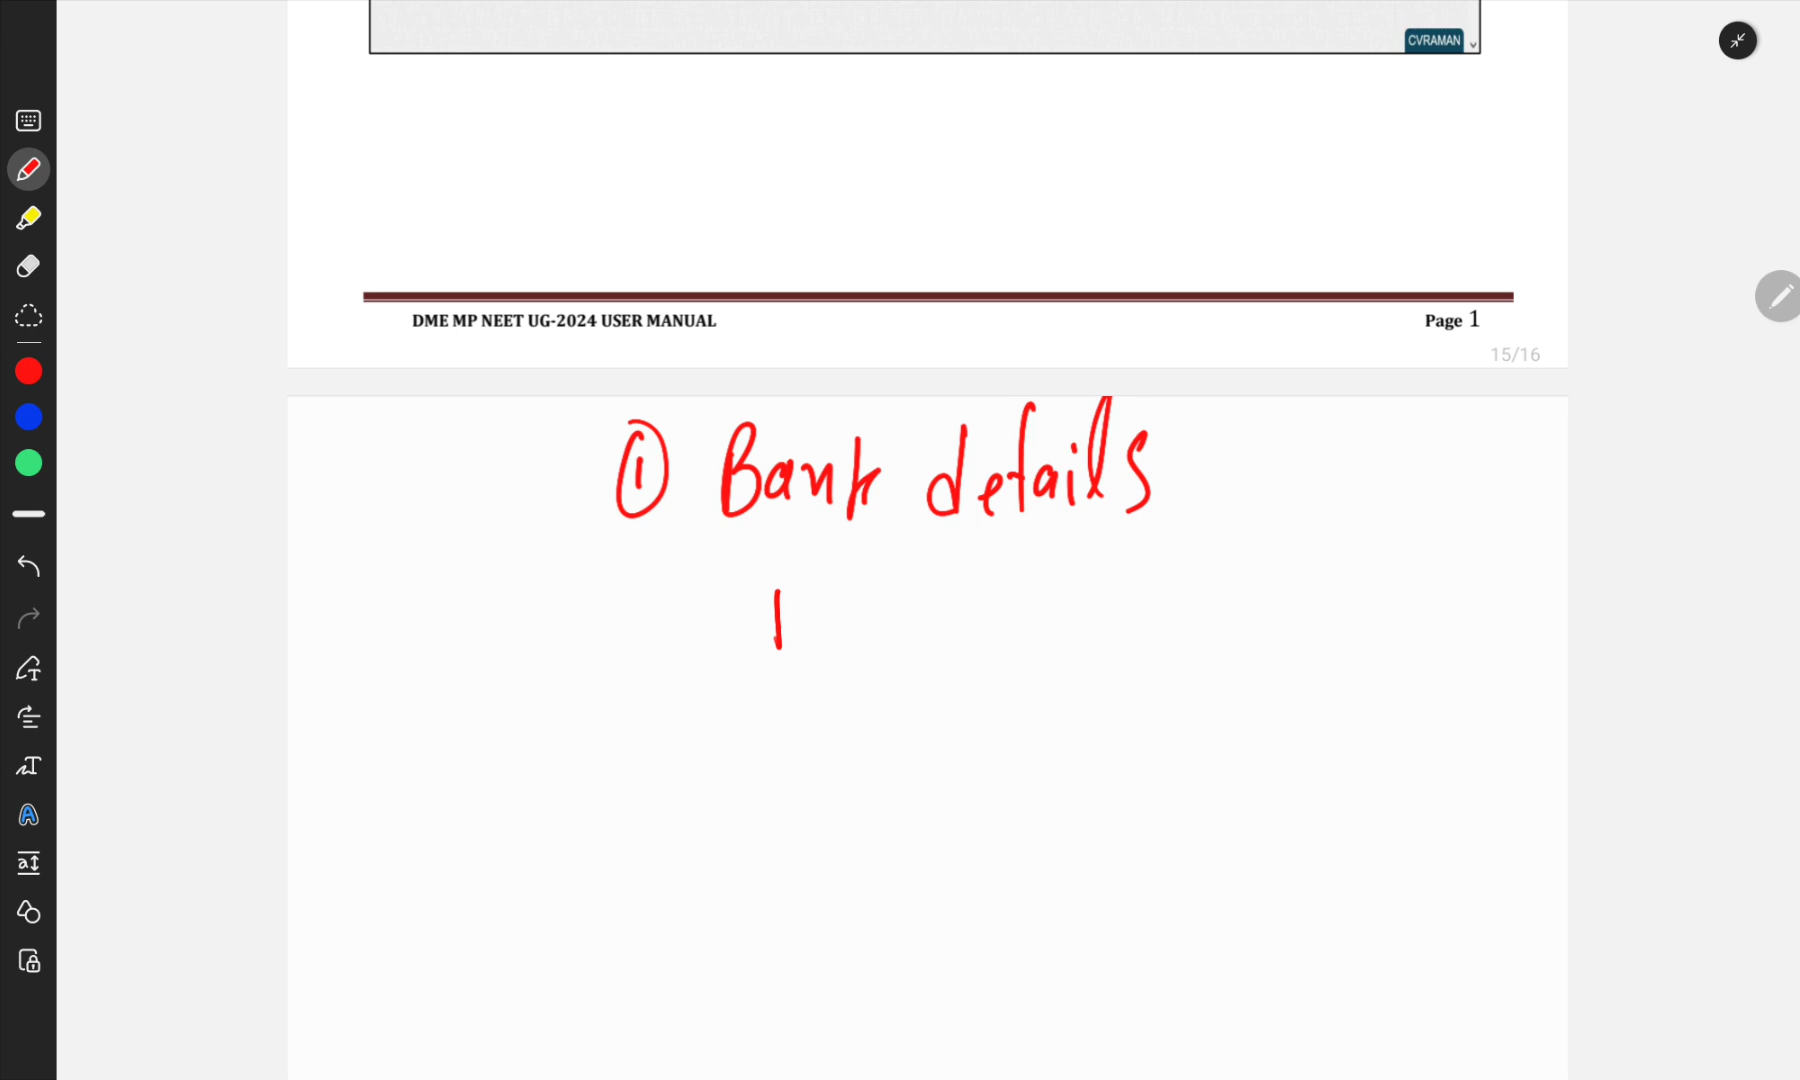 CVRAMAN
DME MP NEET UG-2024 USER MANUAL Page 1
15/16
① Bank details